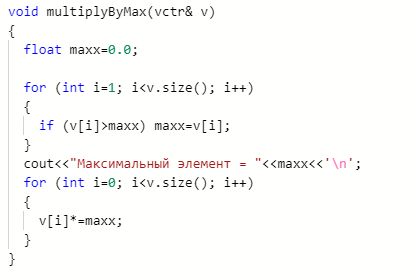 void multiplyByMax(vctr& v)
{
  float maxx=0.0;
  for (int i=1; i<v.size(); i++)
  {
    if (v[i]>maxx) maxx=v[i];
  }
  cout<<"Максимальный элемент = "<<maxx<<'\n';
  for (int i=0; i<v.size(); i++)
  {
    v[i]*=maxx;
  }
}